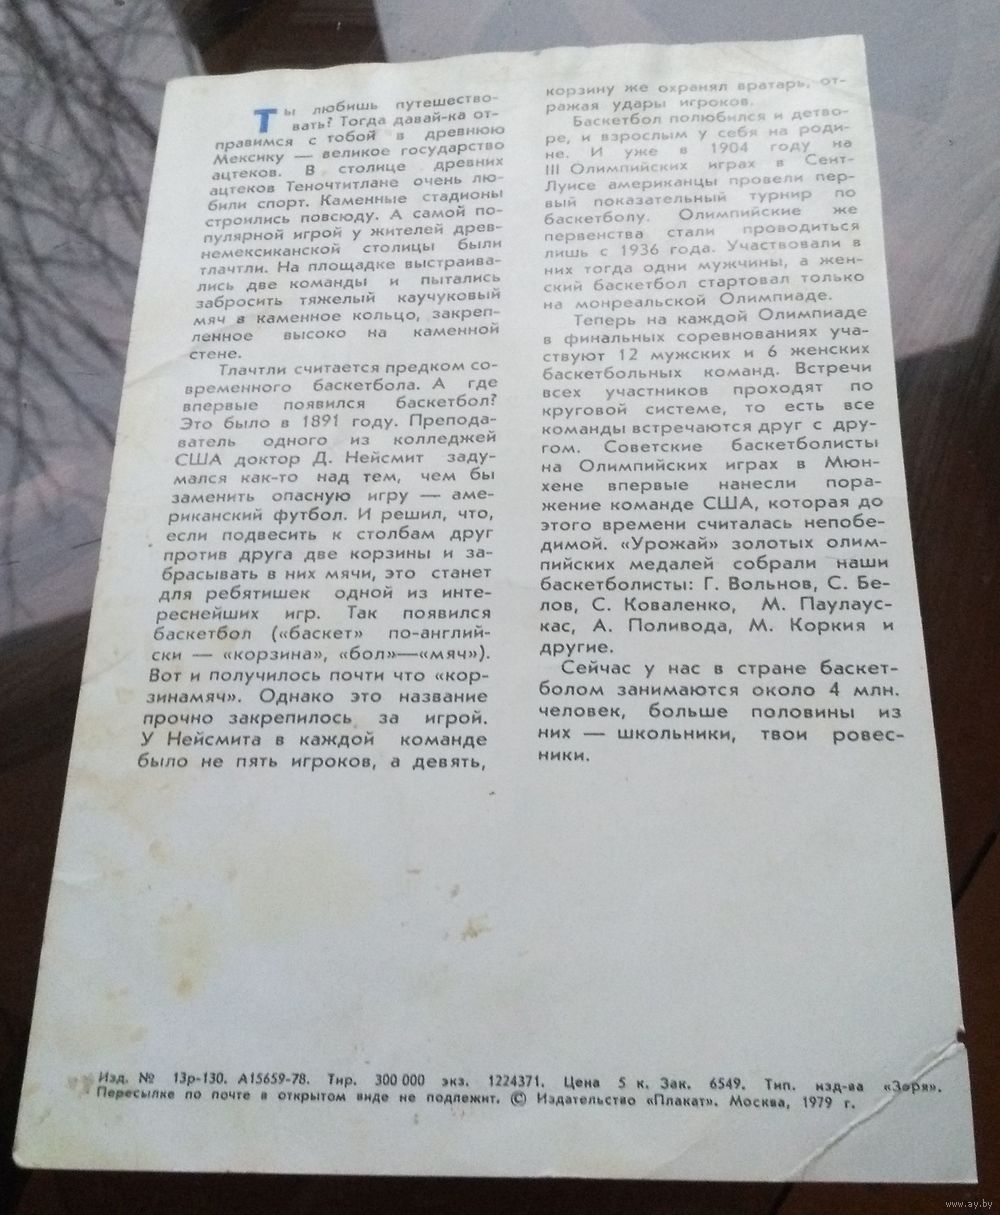 Ты любишь путешество-
вать? Тогда давай-ка от-
правимся с тобой в древнюю
Мексику — великое государство
ацтеков. В столице древних
ацтеков Теночтитлане очень лю-
били спорт. Каменные стадионы
строились повсюду. А самой по-
пулярной игрой у жителей древ-
немексиканской столицы были
тлачтли. На площадке выстраива-
лись две команды и пытались
забросить тяжелый каучуковый
мяч в каменное кольцо, закреп-
ленное высоко на каменной
стене.
Тлачтли считается предком со-
временного баскетбола. А где
впервые появился баскетбол?
Это было в 1891 году. Препода-
ватель одного из колледжей
США доктор Д. Нейсмит заду-
мался как-то над тем, чем бы
заменить опасную игру — аме-
риканский футбол. И решил, что,
если подвесить к столбам друг
против друга две корзины и за-
брасывать в них мячи, это станет
для ребятишек одной из инте-
реснейших игр. Так появился
баскетбол («баскет» по-англий-
ски — «корзина», «бол»—«мяч»).
Вот и получилось почти что «кор-
зинамяч». Однако это название
прочно закрепилось за игрой.
У Нейсмита в каждой команде
было не пять игроков, а девять,
корзину же охранял вратарь, от-
ражая удары игроков.
Баскетбол полюбился и детво-
ре, и взрослым у себя на роди-
не. И уже в 1904 году на
III Олимпийских играх в Сент-
Луисе американцы провели пер-
вый показательный турнир по
баскетболу. Олимпийские же
первенства стали проводиться
лишь с 1936 года. Участвовали в
них тогда одни мужчины, а жен-
ский баскетбол стартовал только
на монреальской Олимпиаде.
Теперь на каждой Олимпиаде
в финальных соревнованиях уча-
ствуют 12 мужских и 6 женских
баскетбольных команд. Встречи
всех участников проходят по
круговой системе, то есть все
команды встречаются друг с дру-
гом. Советские баскетболисты
на Олимпийских играх в Мюн-
хене впервые нанесли пора-
жение команде США, которая до
этого времени считалась непобе-
димой. «Урожай» золотых олим-
пийских медалей собрали наши
баскетболисты: Г. Вольнов, С. Бе-
лов, С. Коваленко, М. Паулаус-
кас, А. Поливода, М. Коркия и
другие.
Сейчас у нас в стране баскет-
болом занимаются около 4 млн.
человек, больше половины из
них — школьники, твои ровес-
ники.
Изд. № 13р-130. А15659-78. Тир. 300 000 экз. 1224371. Цена 5 к. Зак. 6549. Тип. изд-ва «Зоря».
Пересылке по почте в открытом виде не подлежит. © Издательство «Плакат». Москва, 1979 г.
www.ay.by